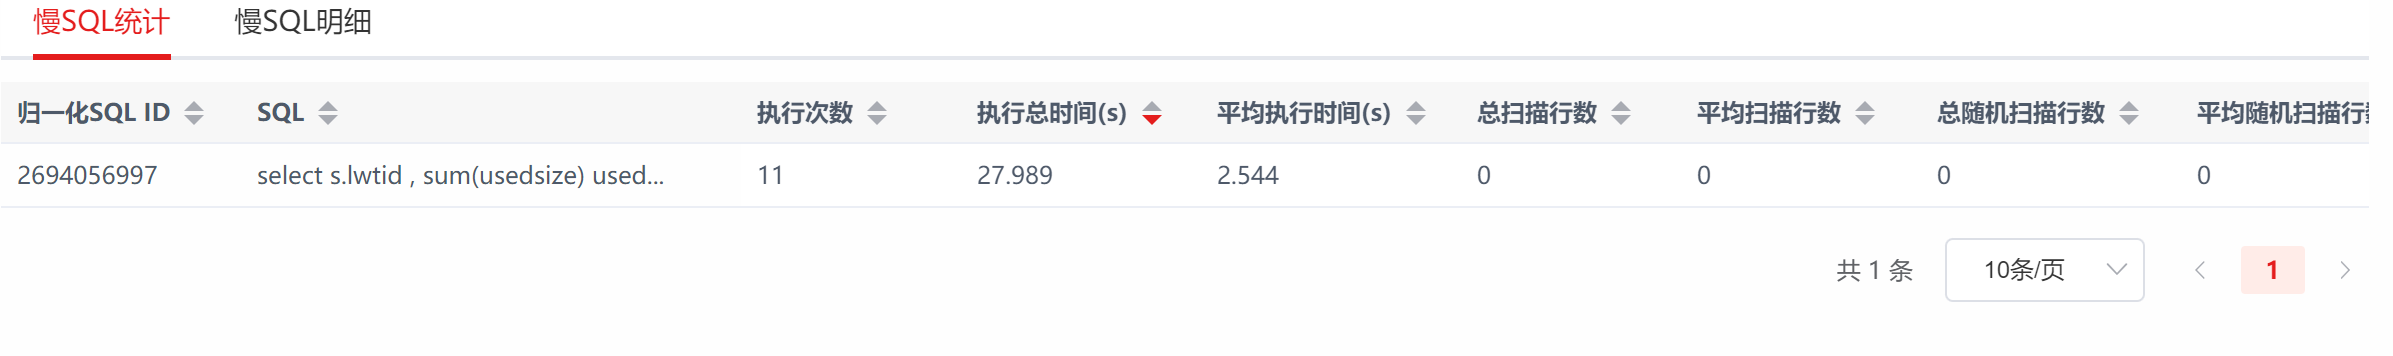 慢SQL统计 慢SQL明细
归一化SQL ID SQL 执行次数 执行总时间(s) 平均执行时间(s) 总扫描行数 平均扫描行数 总随机扫描行数 平均随机扫描行
2694056997 select s.lwtid , sum(usedsize) used... 11 27.989 2.544 0 0 0 0
共 1 条 10条/页 1